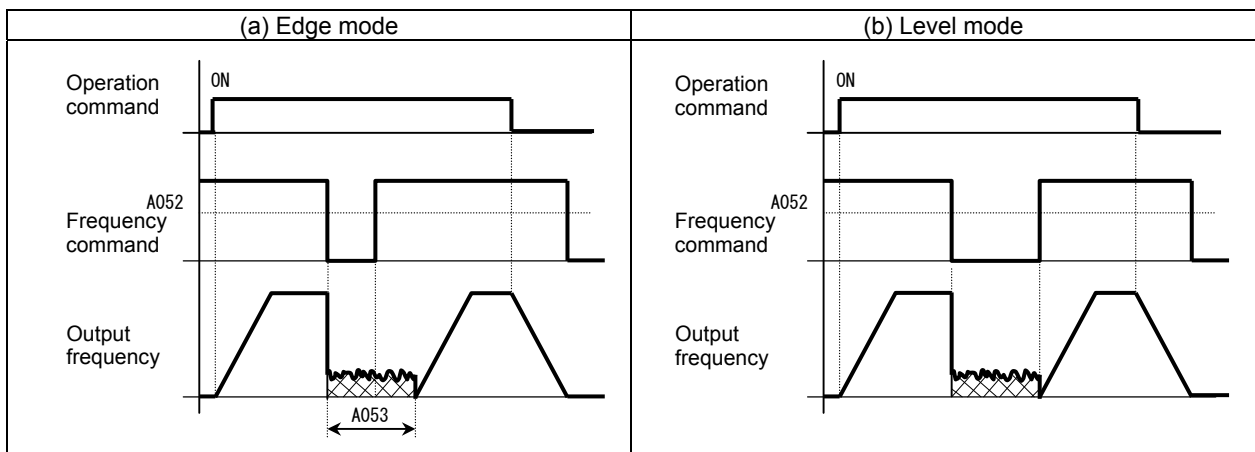 (a) Edge mode
Operation
command
ON
A052
Frequency
command
Output
frequency
A053
(b) Level mode
Operation
command
ON
A052
Frequency
command
Output
frequency